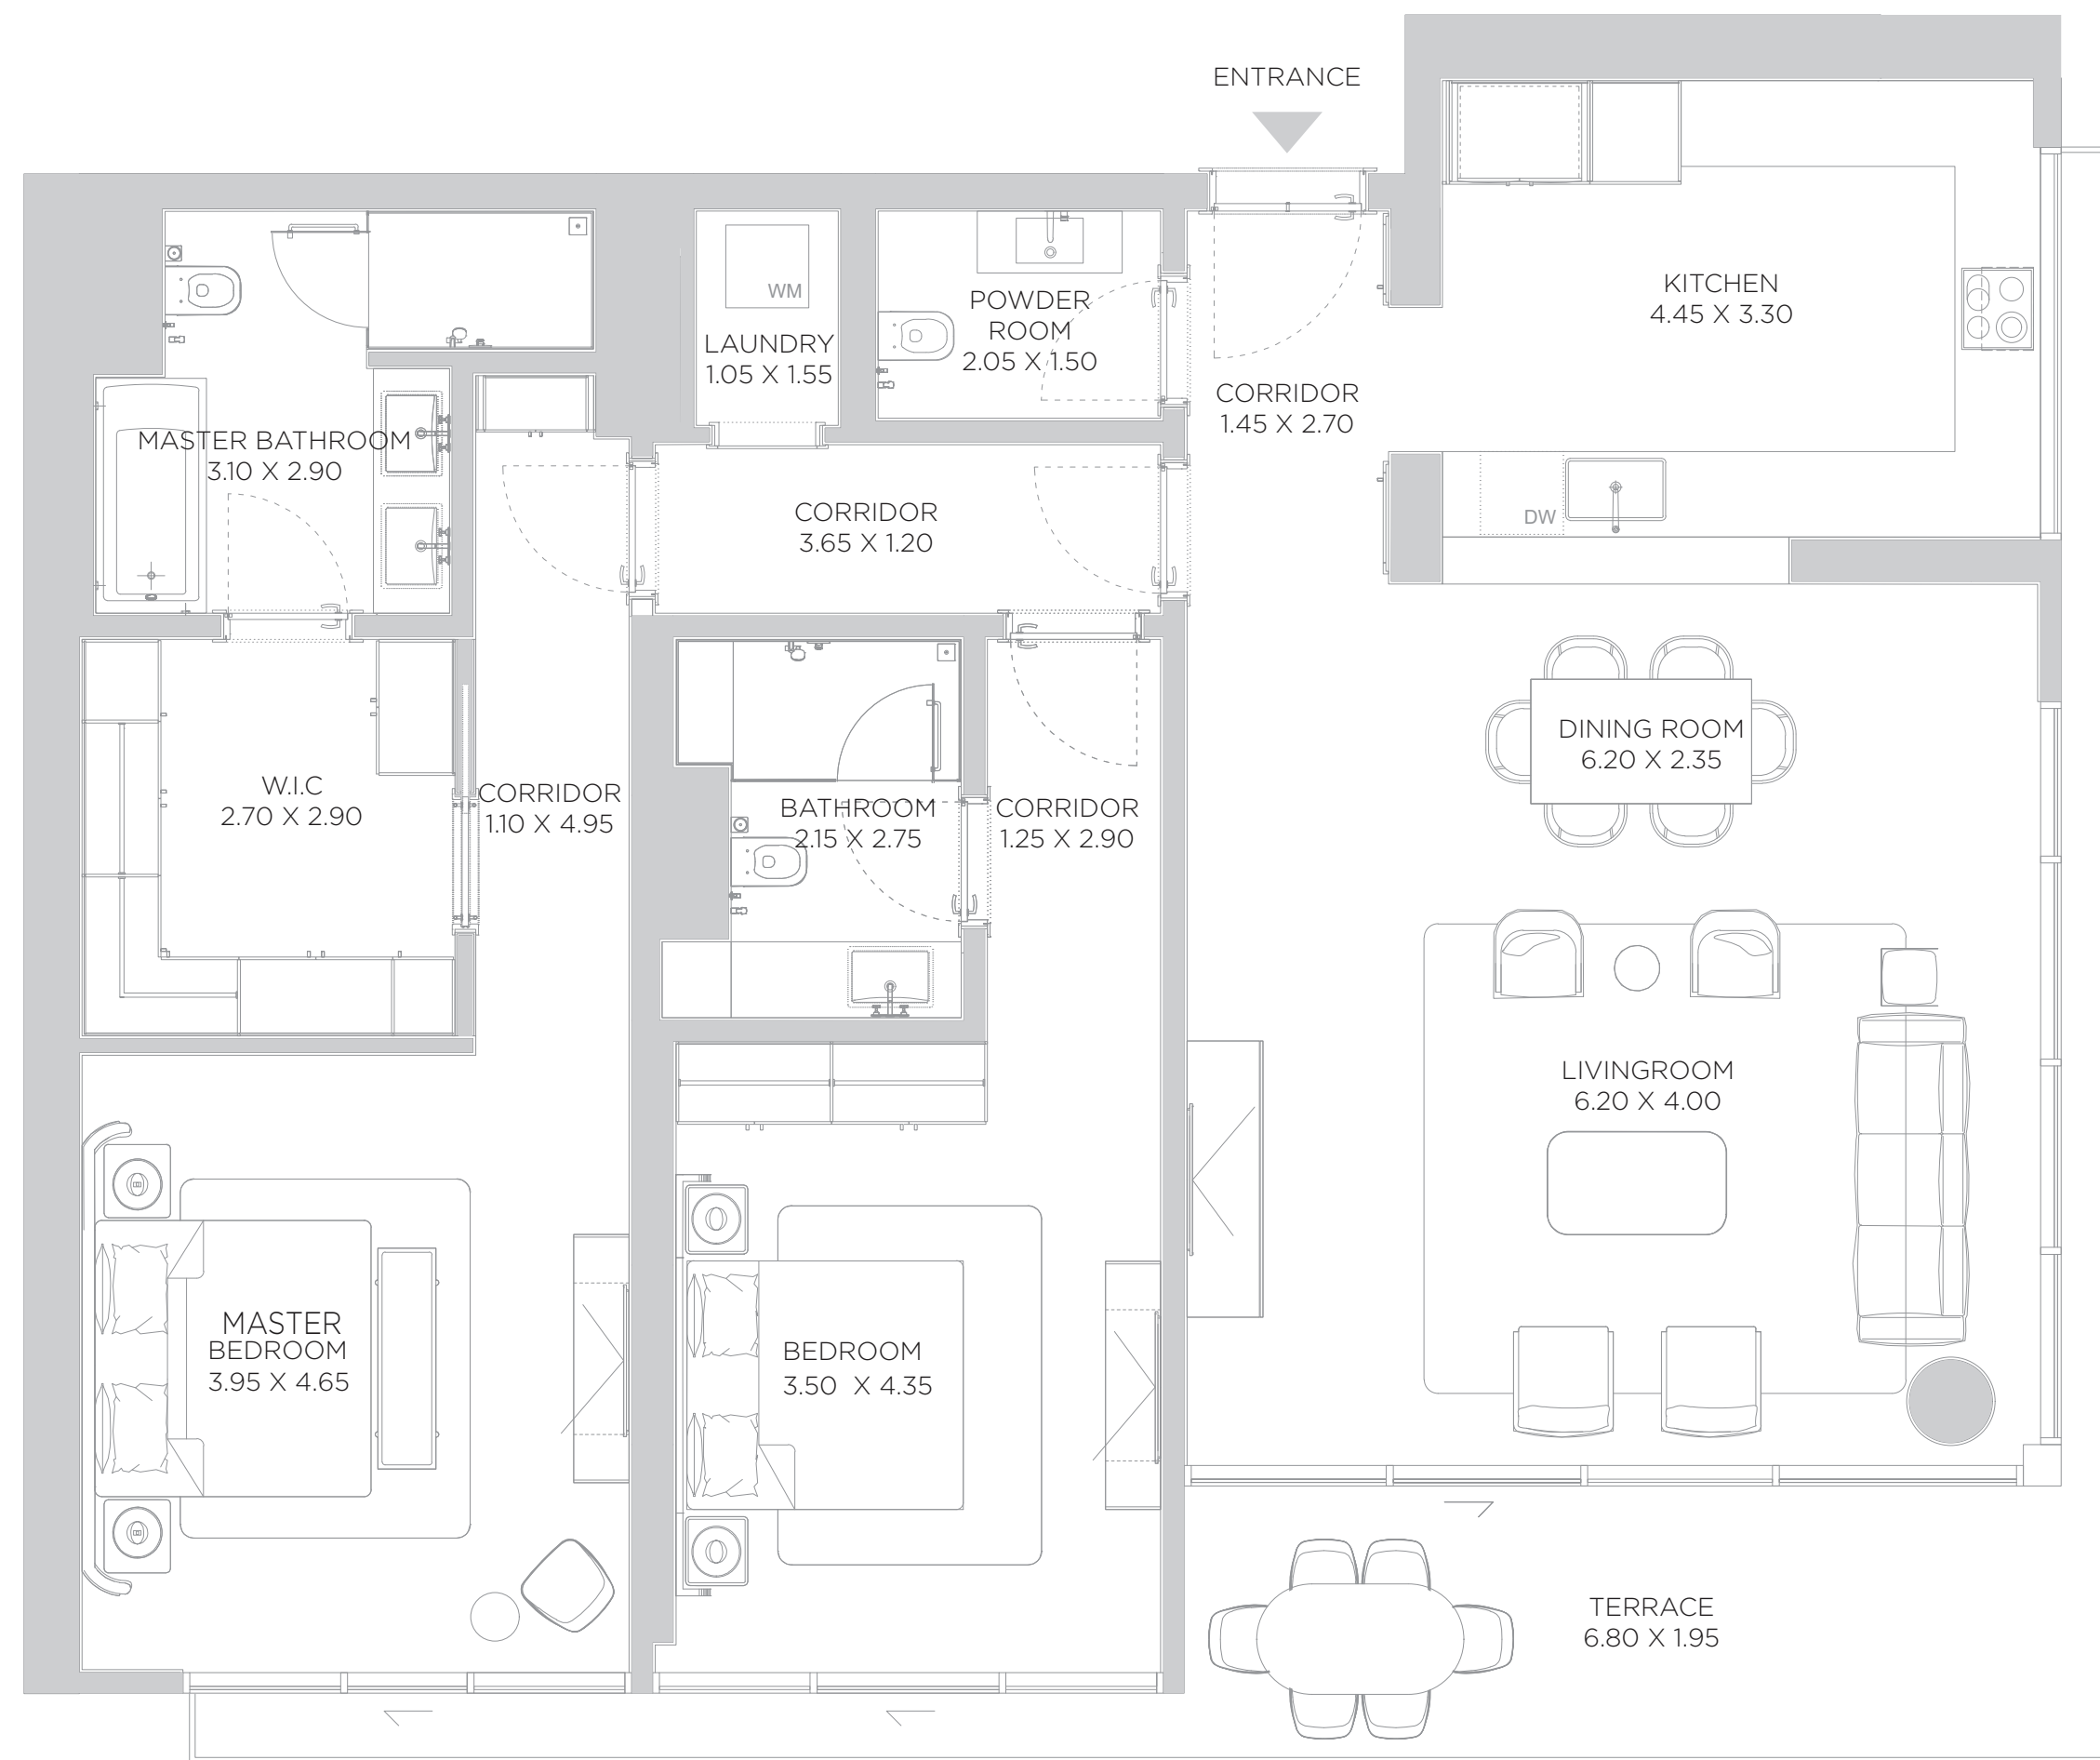 ENTRANCE
KITCHEN
4.45 X 3.30
WM
LAUNDRY
1.05 X 1.55
POWDER
ROOM
2.05 X 1.50
CORRIDOR
1.45 X 2.70
MASTER BATHROOM
3.10 X 2.90
CORRIDOR
3.65 X 1.20
DW
DINING ROOM
6.20 X 2.35
W.I.C
2.70 X 2.90
CORRIDOR
1.10 X 4.95
BATHROOM
2.15 X 2.75
CORRIDOR
1.25 X 2.90
LIVINGROOM
6.20 X 4.00
MASTER
BEDROOM
3.95 X 4.65
BEDROOM
3.50 X 4.35
TERRACE
6.80 X 1.95